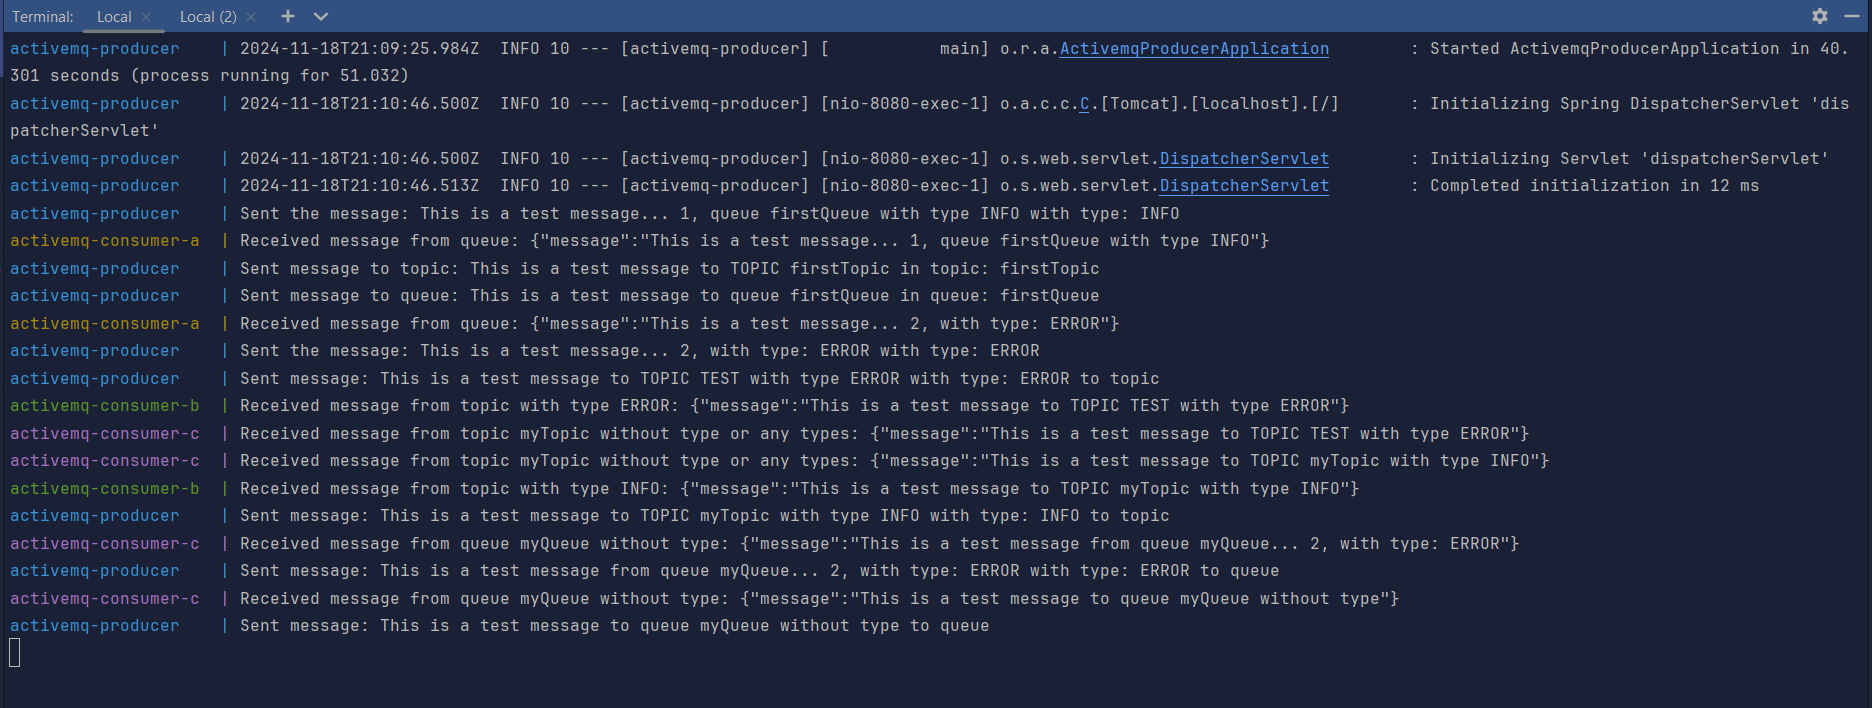 Terminal: Local × Local (2) × +
activemq-producer | 2024-11-18T21:09:25.984Z INFO 10 --- [activemq-producer] [ main] o.r.a.ActivemqProducerApplication : Started ActivemqProducerApplication in 40.
301 seconds (process running for 51.032)
activemq-producer | 2024-11-18T21:10:46.500Z INFO 10 --- [activemq-producer] [nio-8080-exec-1] o.a.c.c.C.[Tomcat].[localhost].[/] : Initializing Spring DispatcherServlet 'dis
patcherServlet'
activemq-producer | 2024-11-18T21:10:46.500Z INFO 10 --- [activemq-producer] [nio-8080-exec-1] o.s.web.servlet.DispatcherServlet : Initializing Servlet 'dispatcherServlet'
activemq-producer | 2024-11-18T21:10:46.513Z INFO 10 --- [activemq-producer] [nio-8080-exec-1] o.s.web.servlet.DispatcherServlet : Completed initialization in 12 ms
activemq-producer | Sent the message: This is a test message... 1, queue firstQueue with type INFO with type: INFO
activemq-consumer-a | Received message from queue: {"message":"This is a test message... 1, queue firstQueue with type INFO"}
activemq-producer | Sent message to topic: This is a test message to TOPIC firstTopic in topic: firstTopic
activemq-producer | Sent message to queue: This is a test message to queue firstQueue in queue: firstQueue
activemq-consumer-a | Received message from queue: {"message":"This is a test message... 2, with type: ERROR"}
activemq-producer | Sent the message: This is a test message... 2, with type: ERROR with type: ERROR
activemq-producer | Sent message: This is a test message to TOPIC TEST with type ERROR with type: ERROR to topic
activemq-consumer-b | Received message from topic with type ERROR: {"message":"This is a test message to TOPIC TEST with type ERROR"}
activemq-consumer-c | Received message from topic myTopic without type or any types: {"message":"This is a test message to TOPIC TEST with type ERROR"}
activemq-consumer-c | Received message from topic myTopic without type or any types: {"message":"This is a test message to TOPIC myTopic with type INFO"}
activemq-consumer-b | Received message from topic with type INFO: {"message":"This is a test message to TOPIC myTopic with type INFO"}
activemq-producer | Sent message: This is a test message to TOPIC myTopic with type INFO with type: INFO to topic
activemq-consumer-c | Received message from queue myQueue without type: {"message":"This is a test message from queue myQueue... 2, with type: ERROR"}
activemq-producer | Sent message: This is a test message from queue myQueue... 2, with type: ERROR with type: ERROR to queue
activemq-consumer-c | Received message from queue myQueue without type: {"message":"This is a test message to queue myQueue without type"}
activemq-producer | Sent message: This is a test message to queue myQueue without type to queue